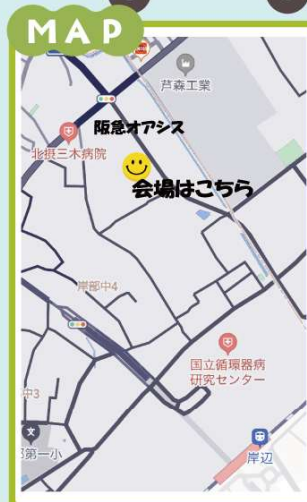 MAP
芦森工業
阪急オアシス
北摂三木病院
会場はこちら
岸部中4
国立循環器病
研究センター
中3
第一小
岸辺